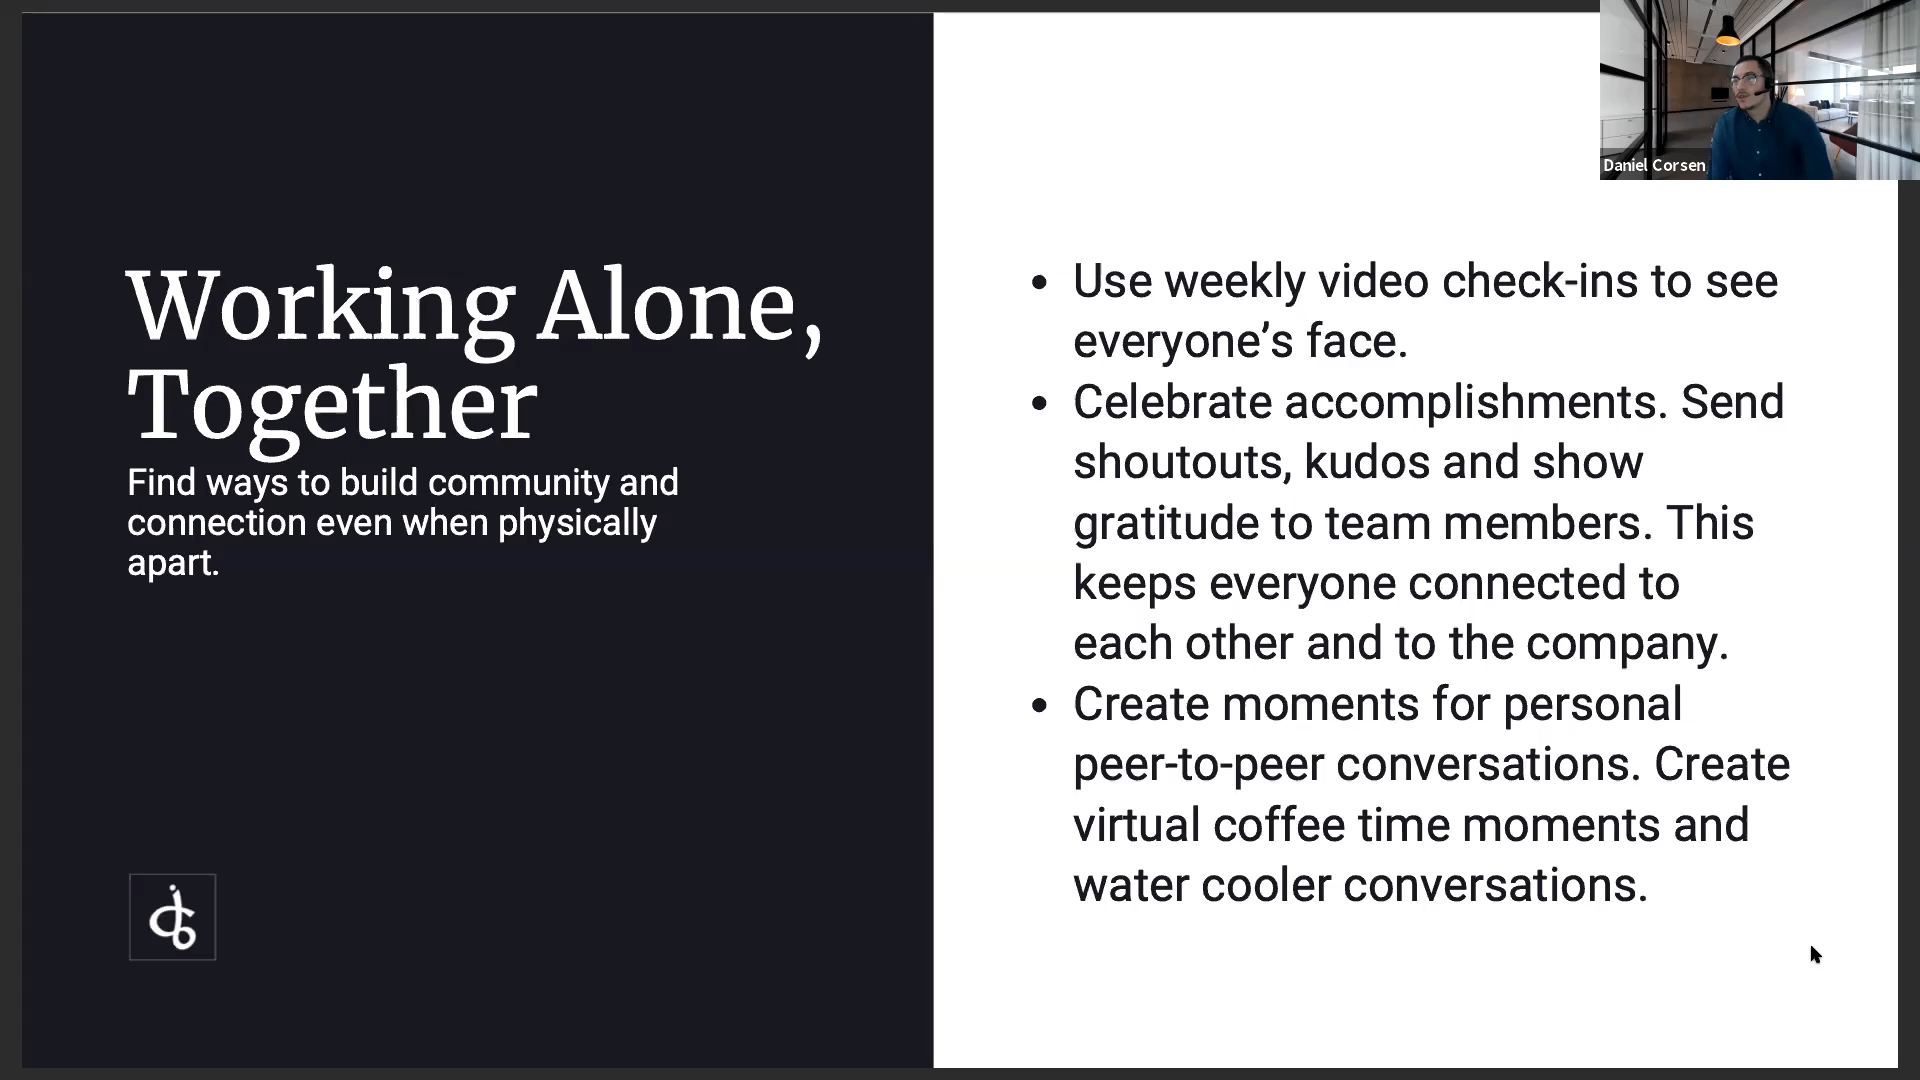 Daniel Corsen
Working Alone,
Together
Find ways to build community and
connection even when physically
apart.
• Use weekly video check-ins to see
everyone’s face.
• Celebrate accomplishments. Send
shoutouts, kudos and show
gratitude to team members. This
keeps everyone connected to
each other and to the company.
• Create moments for personal
peer-to-peer conversations. Create
virtual coffee time moments and
water cooler conversations.